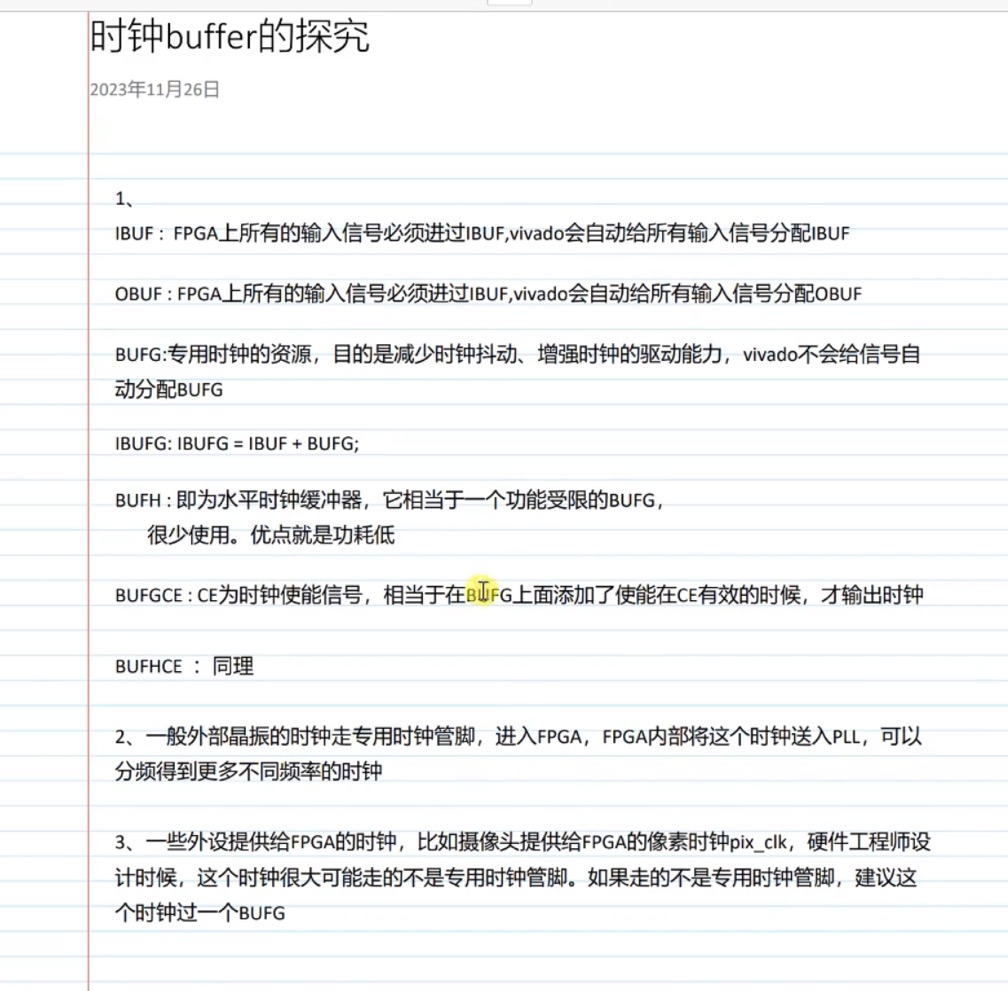 时钟buffer的探究
2023年11月26日
1、
IBUF : FPGA上所有的输入信号必须进过IBUF,vivado会自动给所有输入信号分配IBUF
OBUF : FPGA上所有的输入信号必须进过IBUF,vivado会自动给所有输入信号分配OBUF
BUFG:专用时钟的资源，目的是减少时钟抖动、增强时钟的驱动能力，vivado不会给信号自
动分配BUFG
IBUFG: IBUFG = IBUF + BUFG;
BUFH : 即为水平时钟缓冲器，它相当于一个功能受限的BUFG，
很少使用。优点就是功耗低
BUFGCE : CE为时钟使能信号，相当于在BUFG上面添加了使能在CE有效的时候，才输出时钟
BUFHCE ： 同理
2、一般外部晶振的时钟走专用时钟管脚，进入FPGA，FPGA内部将这个时钟送入PLL，可以
分频得到更多不同频率的时钟
3、一些外设提供给FPGA的时钟，比如摄像头提供给FPGA的像素时钟pix_clk，硬件工程师设
计时候，这个时钟很大可能走的不是专用时钟管脚。如果走的不是专用时钟管脚，建议这
个时钟过一个BUFG